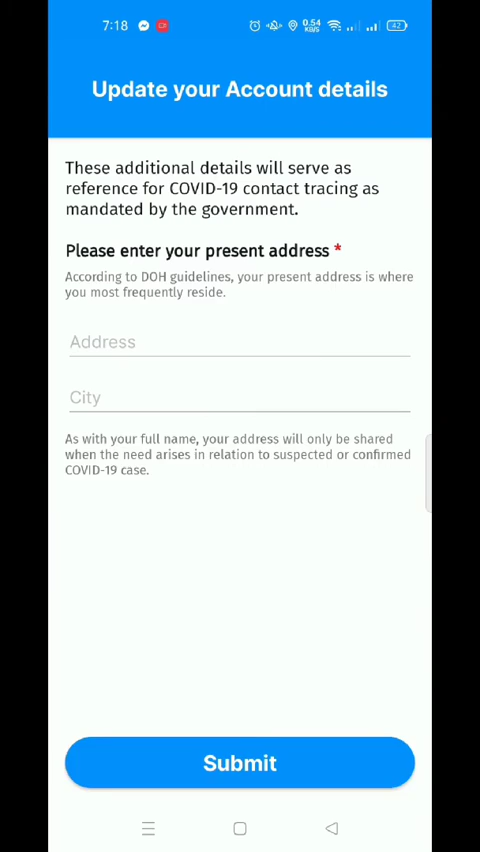 7:18
0.54
KB/S
42
Update your Account details
These additional details will serve as
reference for COVID-19 contact tracing as
mandated by the government.
Please enter your present address *
According to DOH guidelines, your present address is where
you most frequently reside.
Address
City
As with your full name, your address will only be shared
when the need arises in relation to suspected or confirmed
COVID-19 case.
Submit